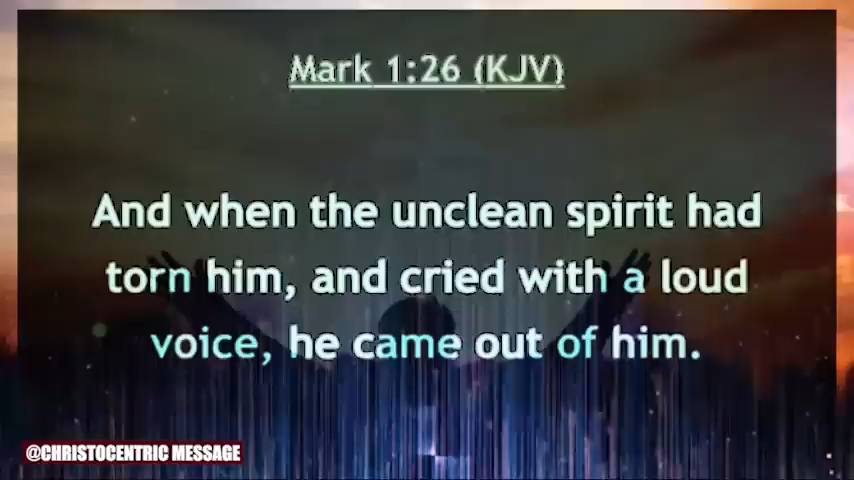 Mark 1:26 (KJV)
And when the unclean spirit had
torn him, and cried with a loud
voice, he came out of him.
@CHRISTOCENTRIC MESSAGE